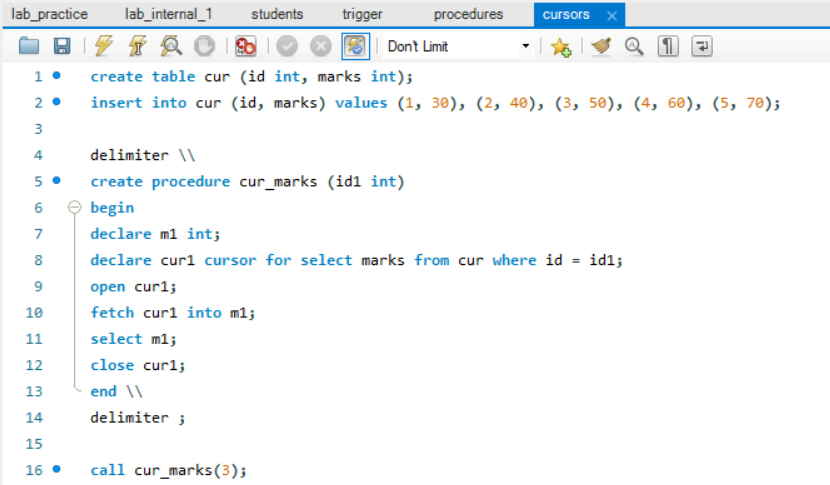 lab_practice lab_internal_1 students trigger procedures cursors
Don't Limit
1 create table cur (id int, marks int);
2 insert into cur (id, marks) values (1, 30), (2, 40), (3, 50), (4, 60), (5, 70);
3
4 delimiter \\
5 create procedure cur_marks (id1 int)
6 begin
7 declare m1 int;
8 declare cur1 cursor for select marks from cur where id = id1;
9 open cur1;
10 fetch cur1 into m1;
11 select m1;
12 close cur1;
13 end \\
14 delimiter ;
15
16 call cur_marks(3);